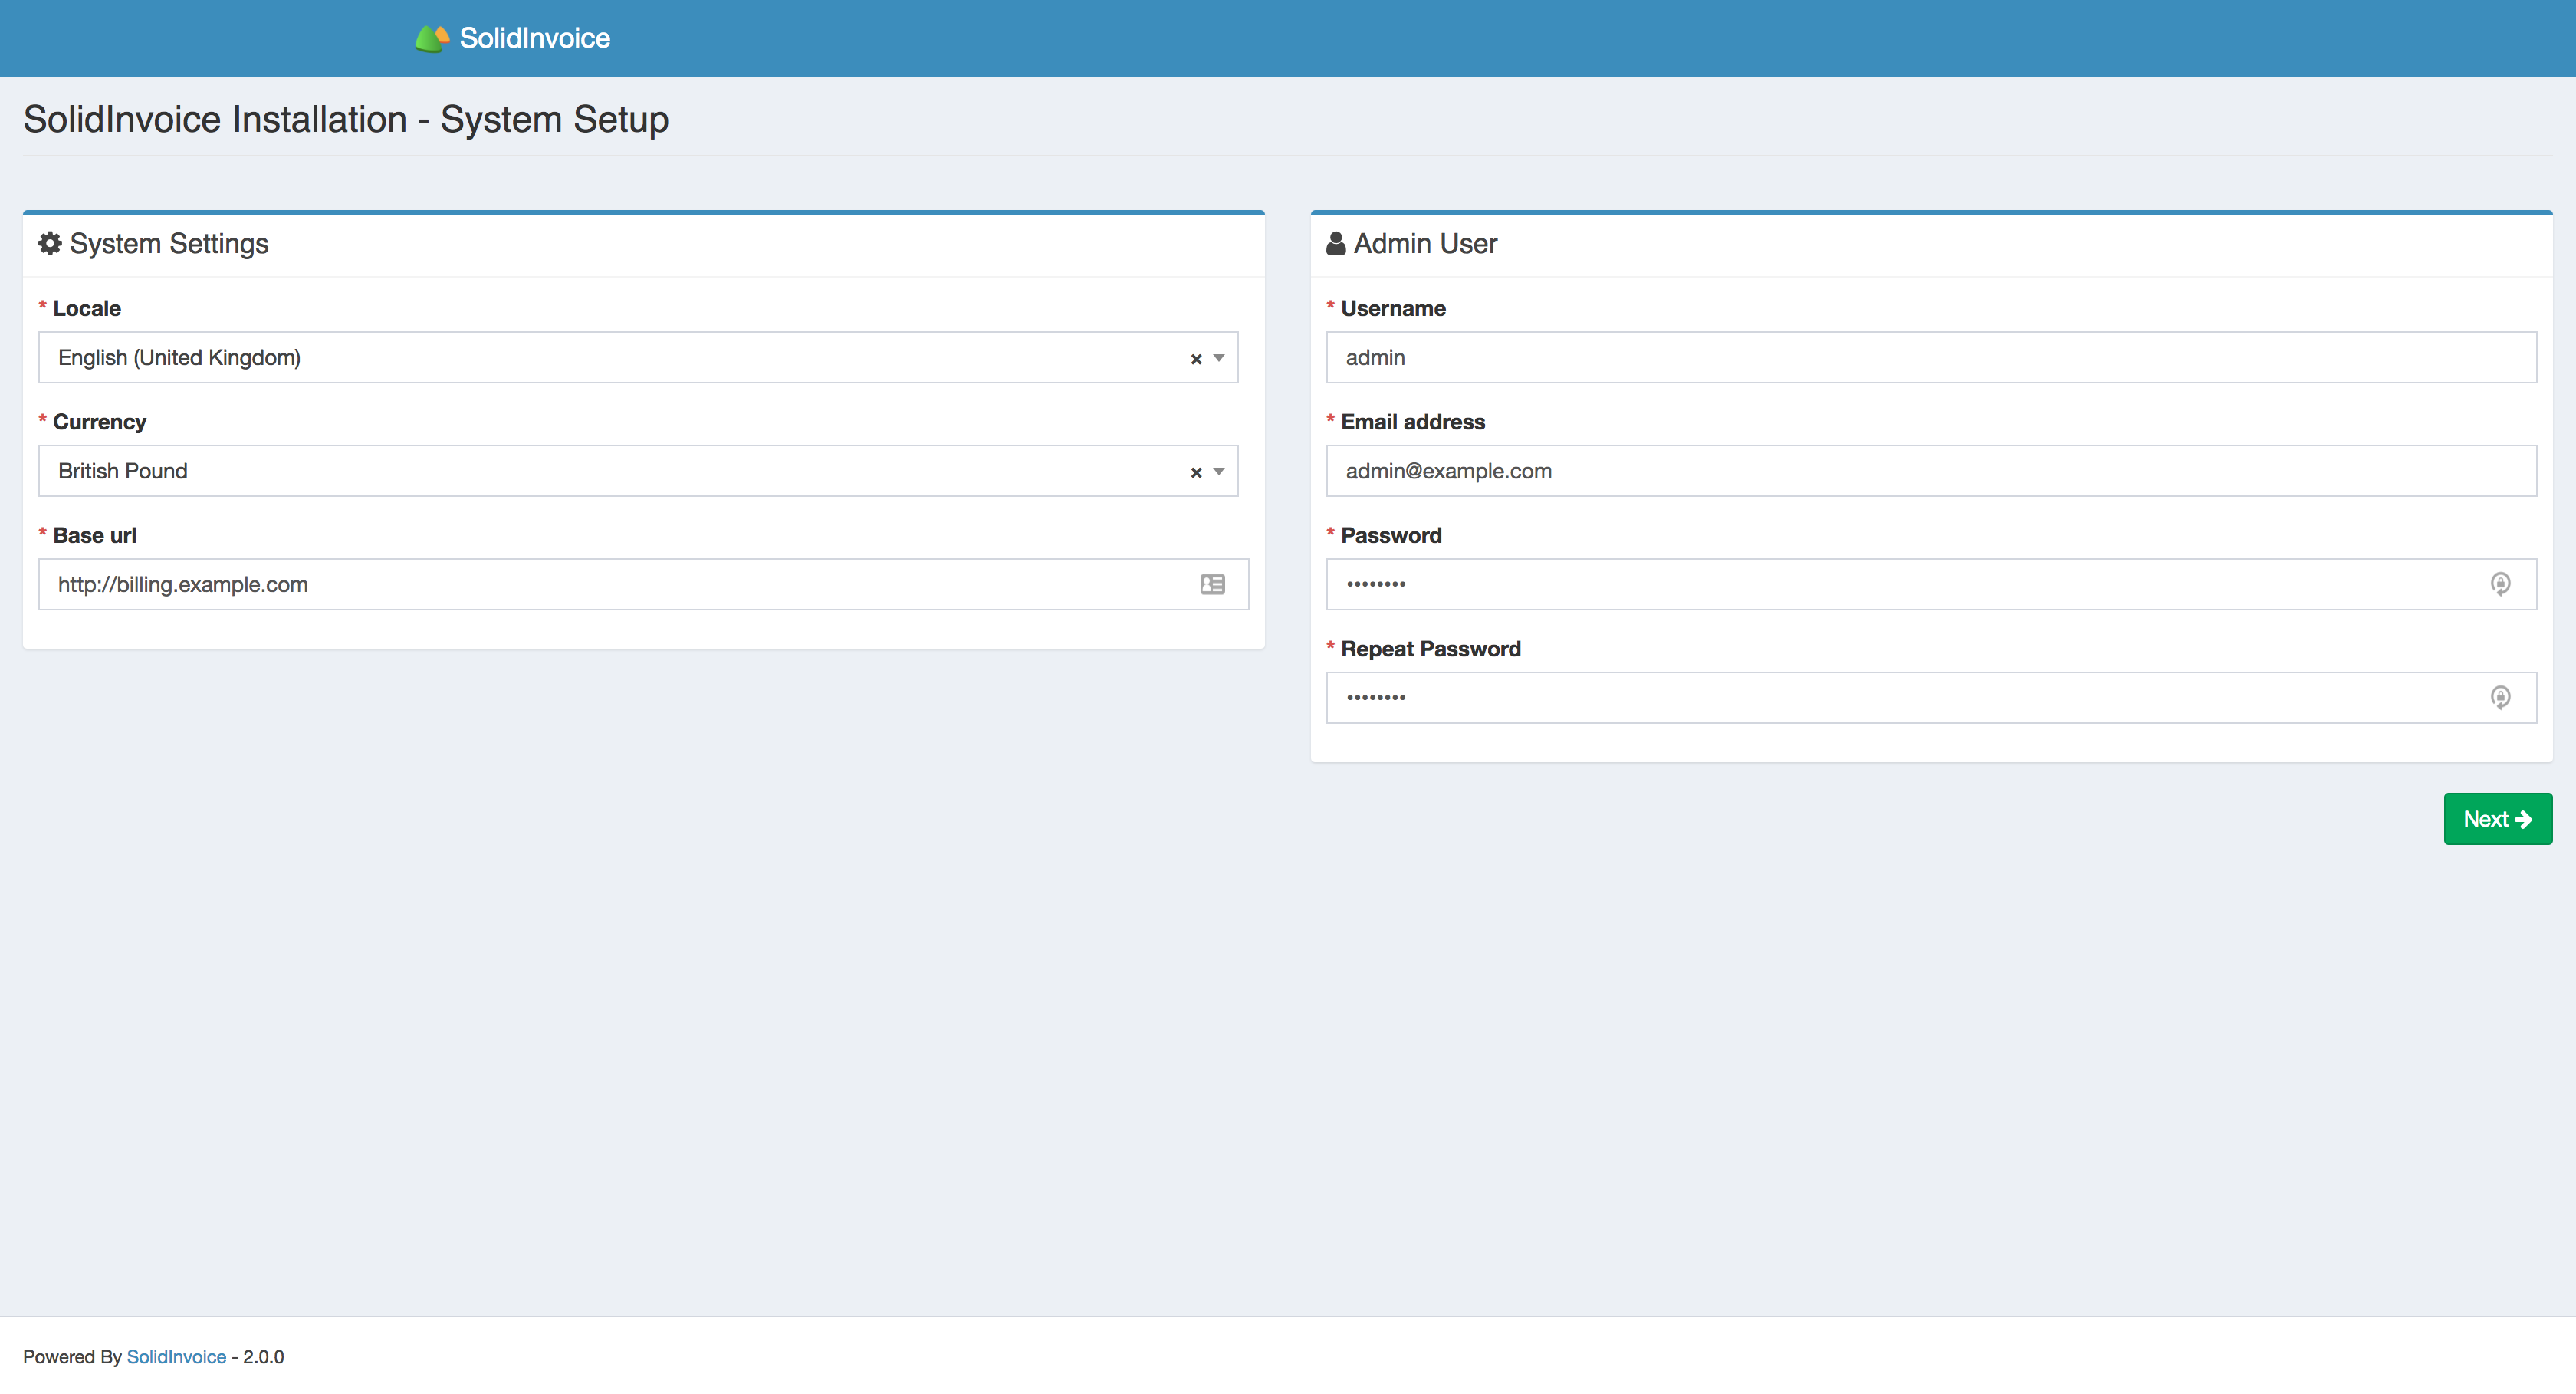 SolidInvoice
SolidInvoice Installation - System Setup
System Settings
* Locale
English (United Kingdom)
* Currency
British Pound
* Base url
http://billing.example.com
Admin User
* Username
admin
* Email address
admin@example.com
* Password
••••••••
* Repeat Password
••••••••
Next
Powered By SolidInvoice - 2.0.0